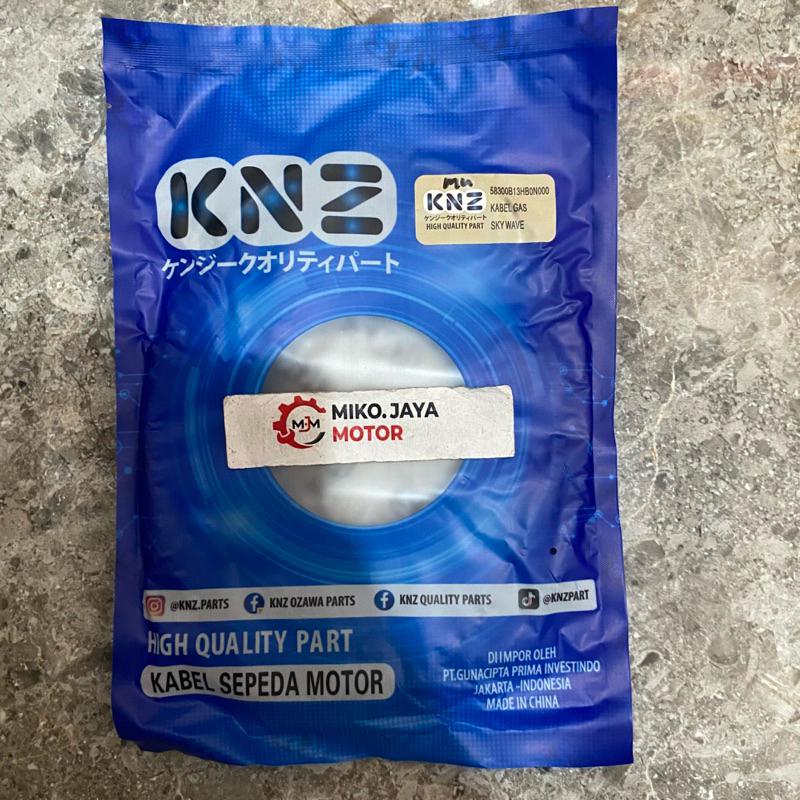 KNZ
ケンジークオリティパート
KNZ
ケンジークオリティパート
HIGH QUALITY PART
58300B13HB0N000
KABEL GAS
SKY WAVE
MJM
MIKO.JAYA
MOTOR
@KNZ.PARTS
KNZ OZAWA PARTS
KNZ QUALITY PARTS
@KNZPART
HIGH QUALITY PART
KABEL SEPEDA MOTOR
DIIMPOR OLEH
PT.GUNACIPTA PRIMA INVESTINDO
JAKARTA -INDONESIA
MADE IN CHINA